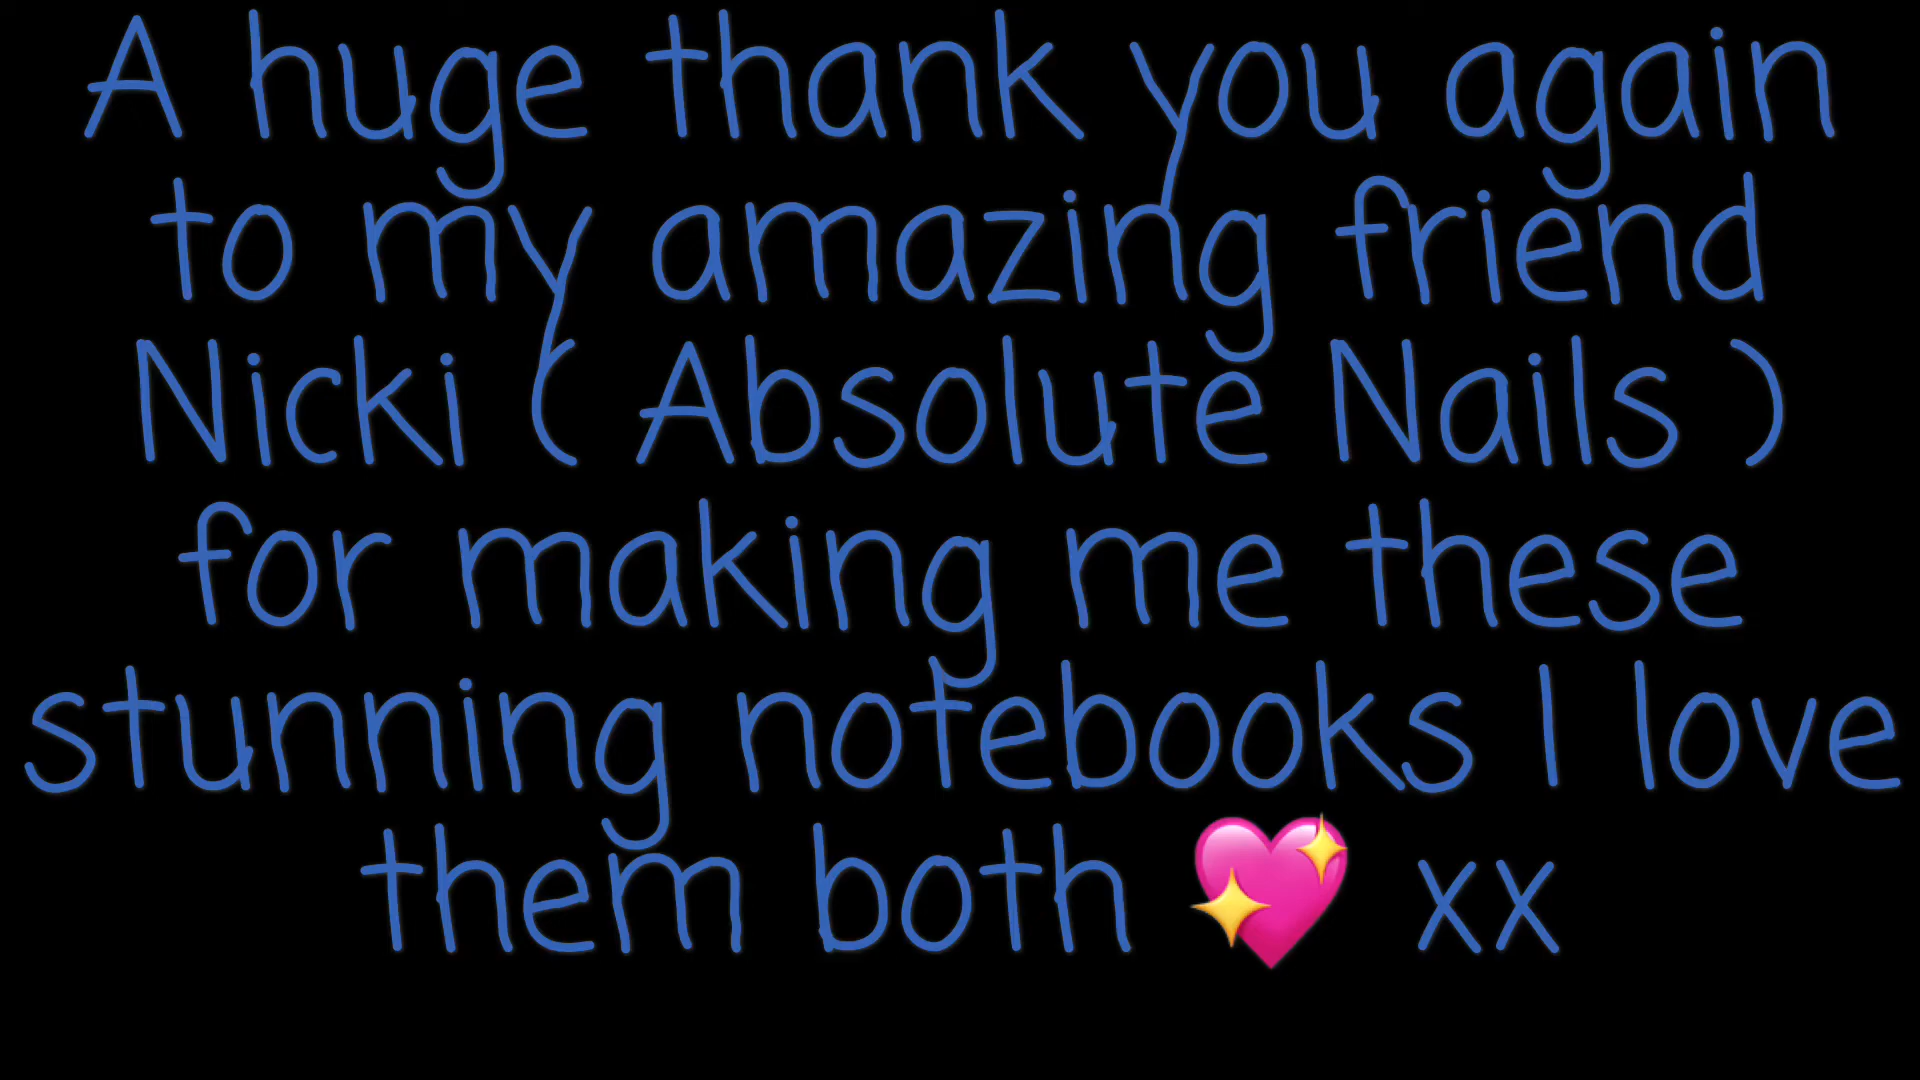 A huge thank you again
to my amazing friend
Nicki ( Absolute Nails )
for making me these
stunning notebooks I love
them both 💖 xx